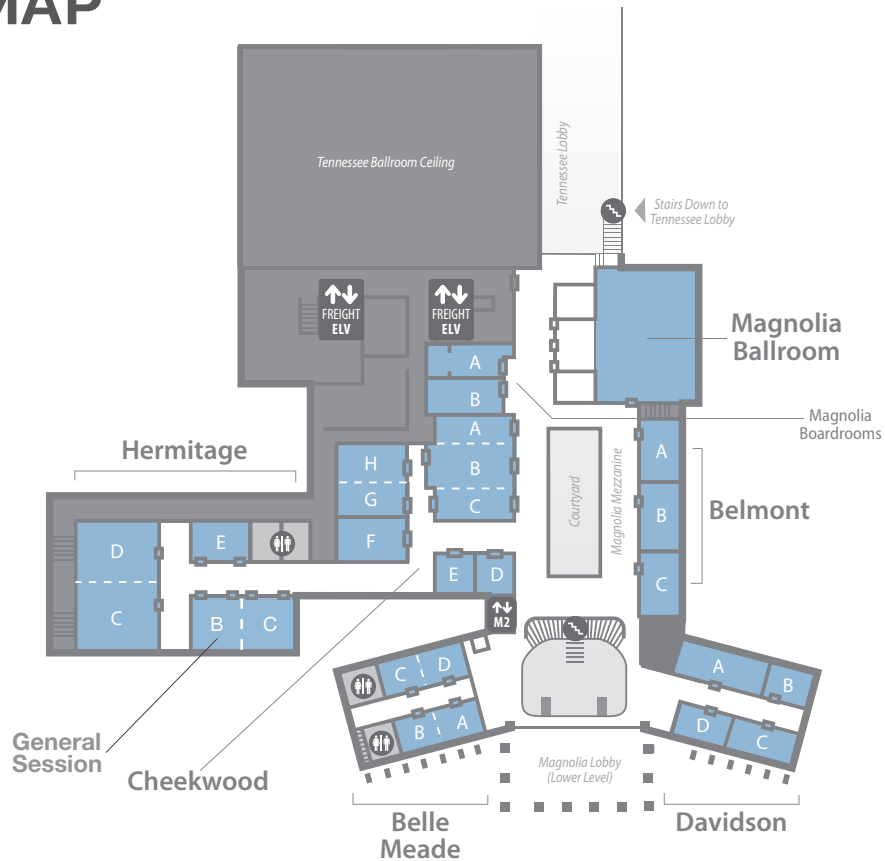 MAP
Tennessee Ballroom Ceiling
Tennessee Lobby
Stairs Down to
Tennessee Lobby
FREIGHT
ELV
FREIGHT
ELV
Magnolia
Ballroom
A
B
Magnolia
Boardrooms
A
B
C
Hermitage
H
G
F
E
D
C
B
C
E
D
M2
Courtyard
Magnolia Mezzanine
A
B
C
Belmont
C
D
B
A
A
B
D
C
General
Session
Cheekwood
Magnolia Lobby
(Lower Level)
Belle
Meade
Davidson